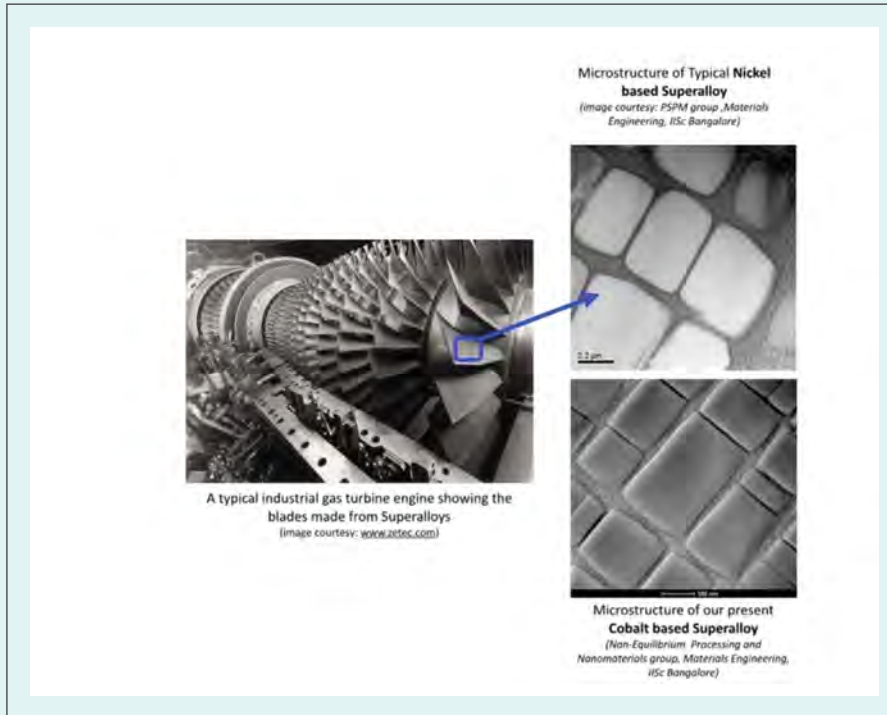 Microstructure of Typical Nickel
based Superalloy
(image courtesy: PSPM group ,Materials
Engineering, IISc Bangalore)
0.2 µm
A typical industrial gas turbine engine showing the
blades made from Superalloys
(image courtesy: www.zetec.com)
500 nm
Microstructure of our present
Cobalt based Superalloy
(Non-Equilibrium Processing and
Nanomaterials group, Materials Engineering,
IISc Bangalore)